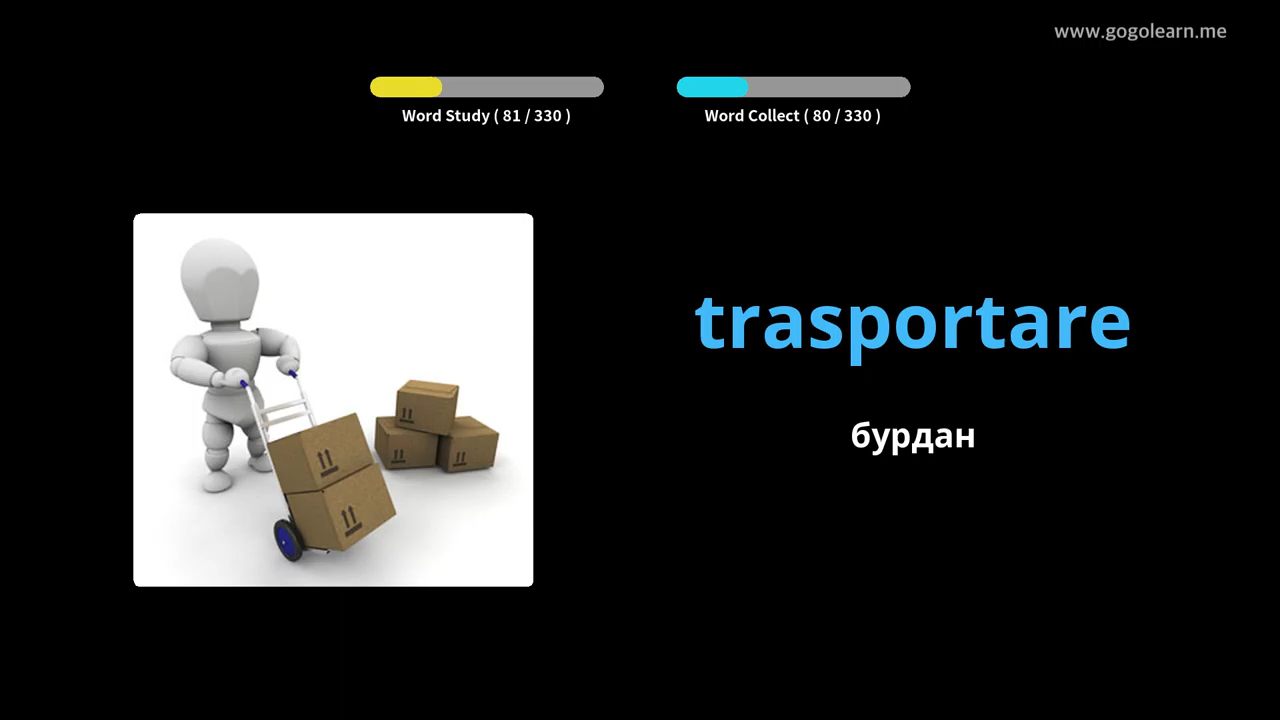 www.gogolearn.me
Word Study ( 81 / 330 )
Word Collect ( 80 / 330 )
trasportare
бурдан